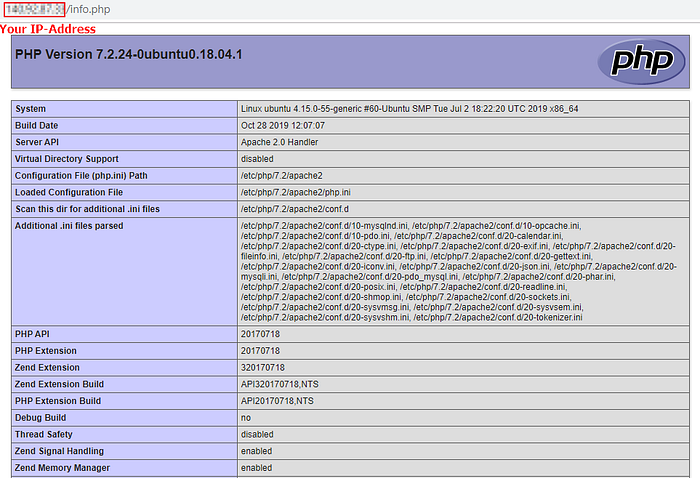 /info.php
Your IP-Address
PHP Version 7.2.24-0ubuntu0.18.04.1
php
System Linux ubuntu 4.15.0-55-generic #60-Ubuntu SMP Tue Jul 2 18:22:20 UTC 2019 x86_64
Build Date Oct 28 2019 12:07:07
Server API Apache 2.0 Handler
Virtual Directory Support disabled
Configuration File (php.ini) Path /etc/php/7.2/apache2
Loaded Configuration File /etc/php/7.2/apache2/php.ini
Scan this dir for additional .ini files /etc/php/7.2/apache2/conf.d
Additional .ini files parsed /etc/php/7.2/apache2/conf.d/10-mysqlnd.ini, /etc/php/7.2/apache2/conf.d/10-opcache.ini,
/etc/php/7.2/apache2/conf.d/10-pdo.ini, /etc/php/7.2/apache2/conf.d/20-calendar.ini,
/etc/php/7.2/apache2/conf.d/20-ctype.ini, /etc/php/7.2/apache2/conf.d/20-exif.ini, /etc/php/7.2/apache2/conf.d/20-
fileinfo.ini, /etc/php/7.2/apache2/conf.d/20-ftp.ini, /etc/php/7.2/apache2/conf.d/20-gettext.ini,
/etc/php/7.2/apache2/conf.d/20-iconv.ini, /etc/php/7.2/apache2/conf.d/20-json.ini, /etc/php/7.2/apache2/conf.d/20-
mysqli.ini, /etc/php/7.2/apache2/conf.d/20-pdo_mysql.ini, /etc/php/7.2/apache2/conf.d/20-phar.ini,
/etc/php/7.2/apache2/conf.d/20-posix.ini, /etc/php/7.2/apache2/conf.d/20-readline.ini,
/etc/php/7.2/apache2/conf.d/20-shmop.ini, /etc/php/7.2/apache2/conf.d/20-sockets.ini,
/etc/php/7.2/apache2/conf.d/20-sysvmsg.ini, /etc/php/7.2/apache2/conf.d/20-sysvsem.ini,
/etc/php/7.2/apache2/conf.d/20-sysvshm.ini, /etc/php/7.2/apache2/conf.d/20-tokenizer.ini
PHP API 20170718
PHP Extension 20170718
Zend Extension 320170718
Zend Extension Build API320170718,NTS
PHP Extension Build API20170718,NTS
Debug Build no
Thread Safety disabled
Zend Signal Handling enabled
Zend Memory Manager enabled